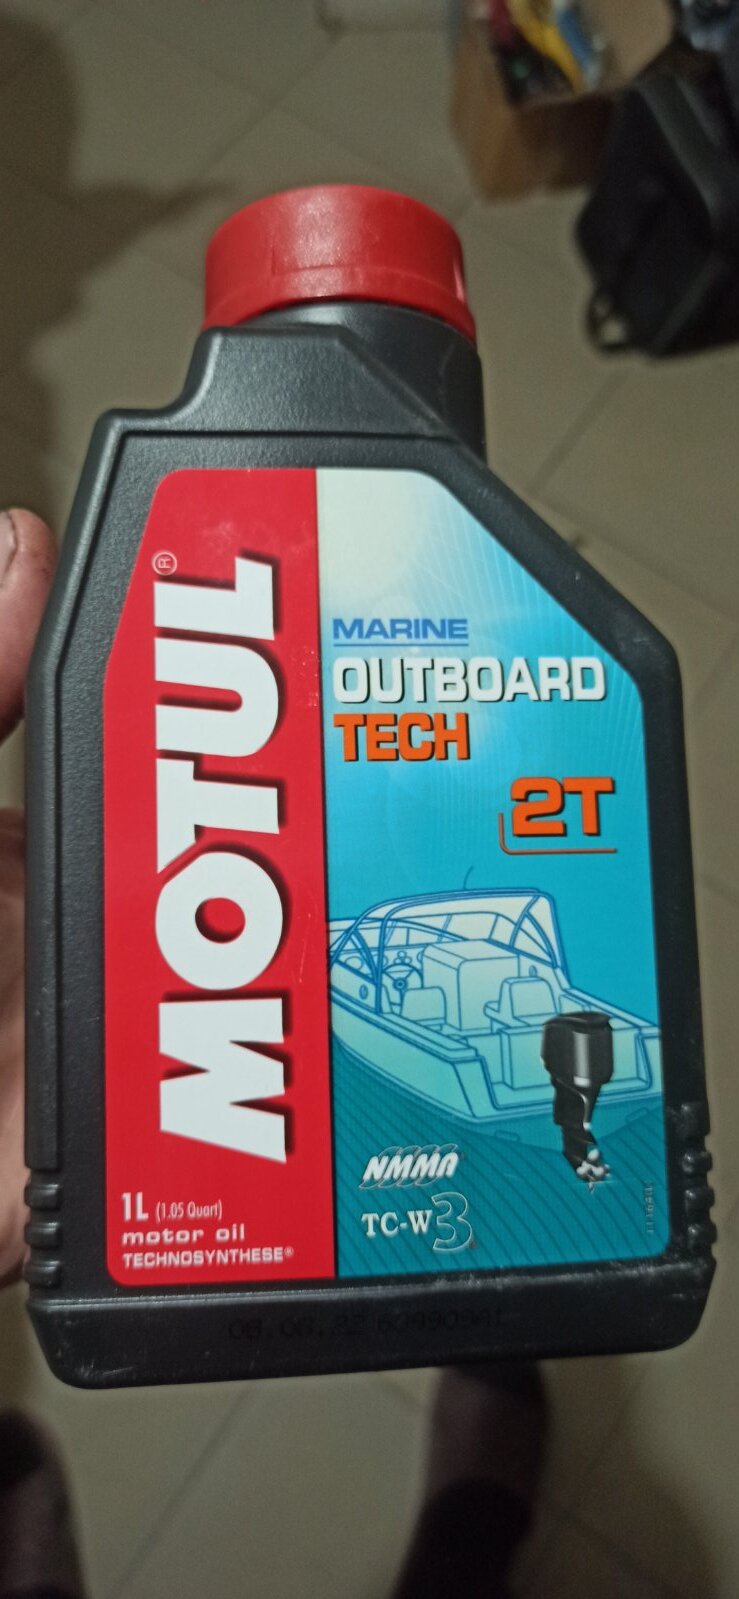 MOTUL®
MARINE
OUTBOARD
TECH
2T
NMMA®
TC-W3®
1L (1.05 Quart)
motor oil
TECHNOSYNTHESE®